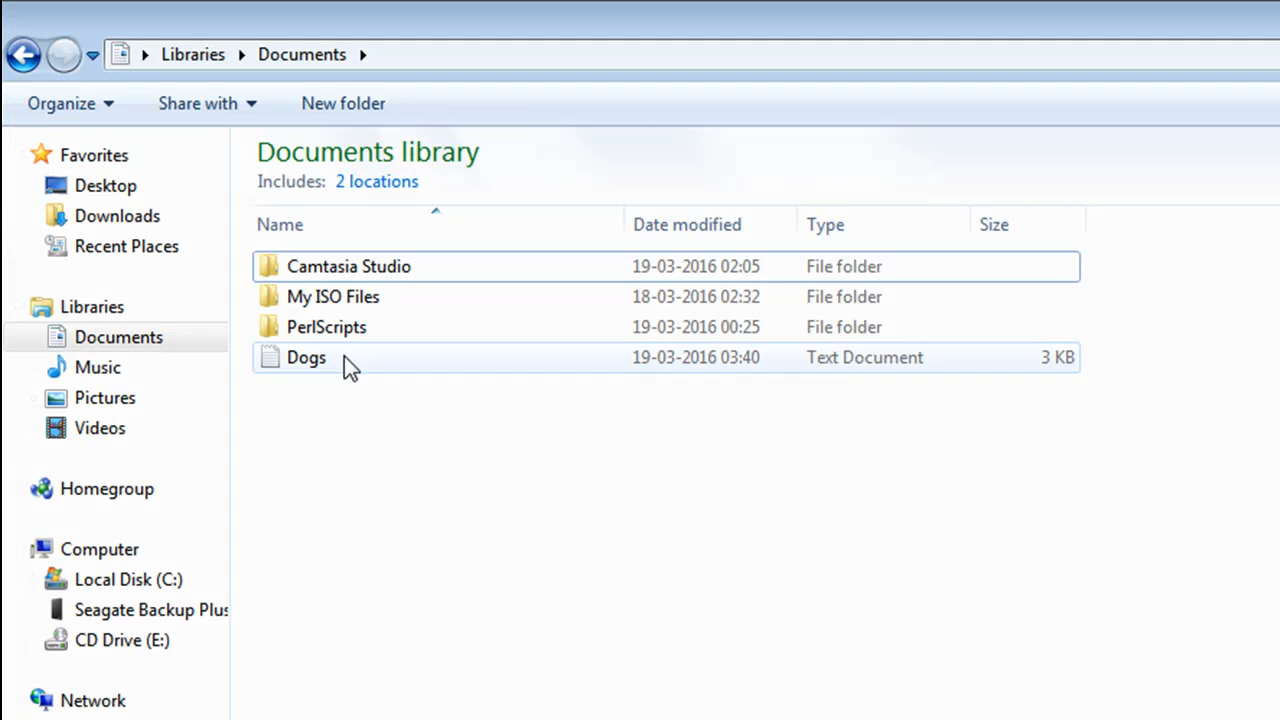 Libraries Documents
Organize Share with New folder
Favorites
Desktop
Downloads
Recent Places
Libraries
Documents
Music
Pictures
Videos
Homegroup
Computer
Local Disk (C:)
Seagate Backup Plus
CD Drive (E:)
Network
Documents library
Includes: 2 locations
Name Date modified Type Size
Camtasia Studio 19-03-2016 02:05 File folder
My ISO Files 18-03-2016 02:32 File folder
PerlScripts 19-03-2016 00:25 File folder
Dogs 19-03-2016 03:40 Text Document 3 KB